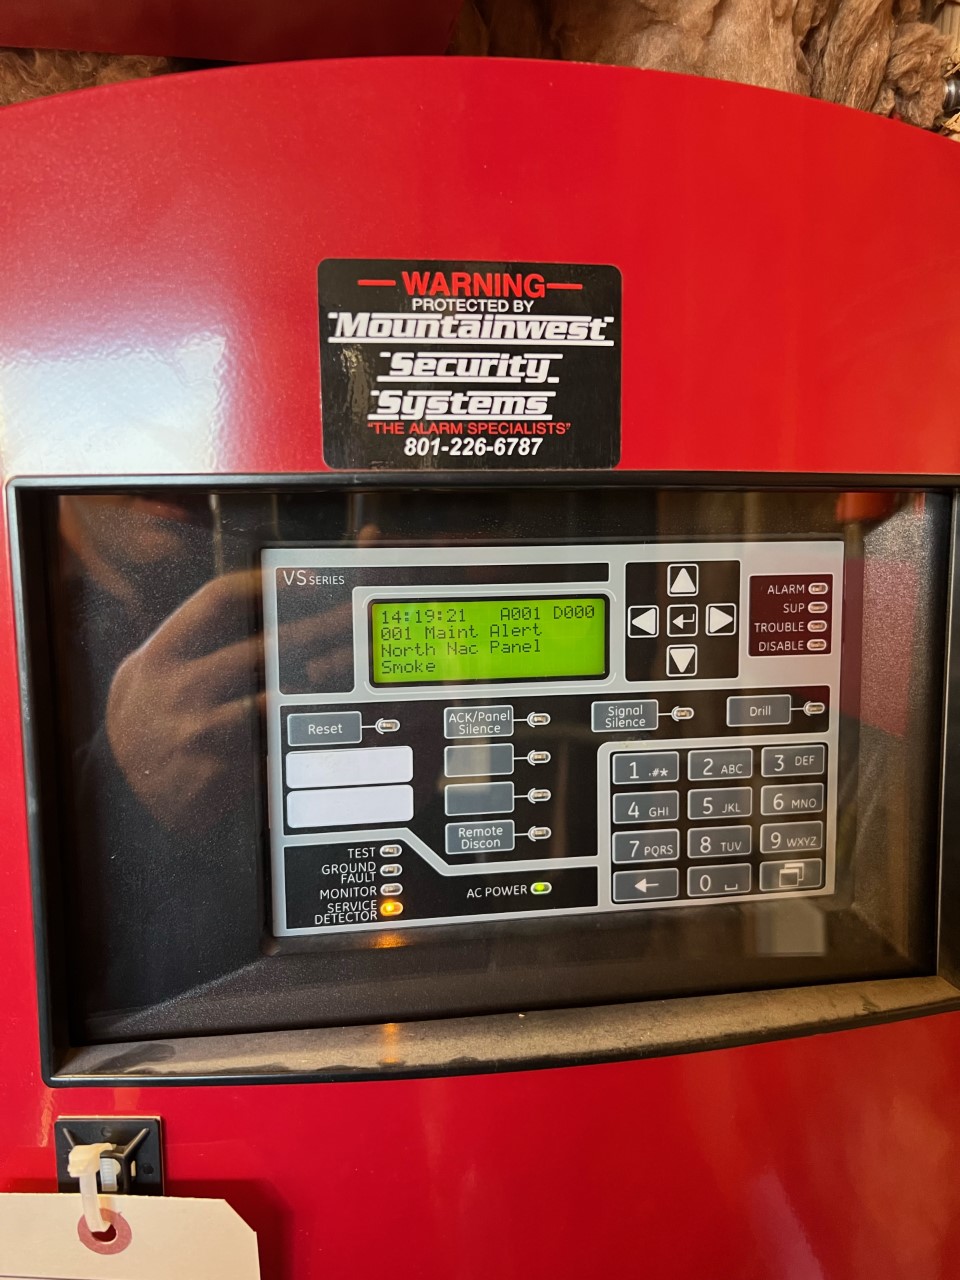 WARNING
PROTECTED BY
Mountainwest
Security
Systems
"THE ALARM SPECIALISTS"
801-226-6787
VS SERIES
14:19:21 A001 D000
001 Maint Alert
North Nac Panel
Smoke
ALARM
SUP
TROUBLE
DISABLE
Reset
ACK/Panel
Silence
Signal
Silence
Drill
1 .#*
2 ABC
3 DEF
4 GHI
5 JKL
6 MNO
7 PQRS
8 TUV
9 WXYZ
0
Remote
Discon
TEST
GROUND
FAULT
MONITOR
SERVICE
DETECTOR
AC POWER